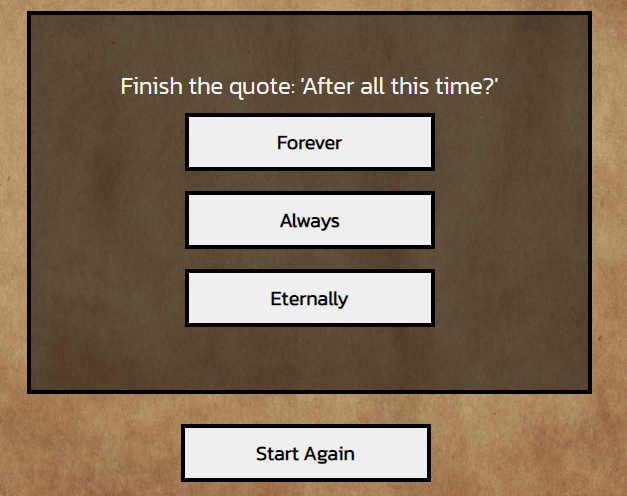 Finish the quote: 'After all this time?'
Forever
Always
Eternally
Start Again